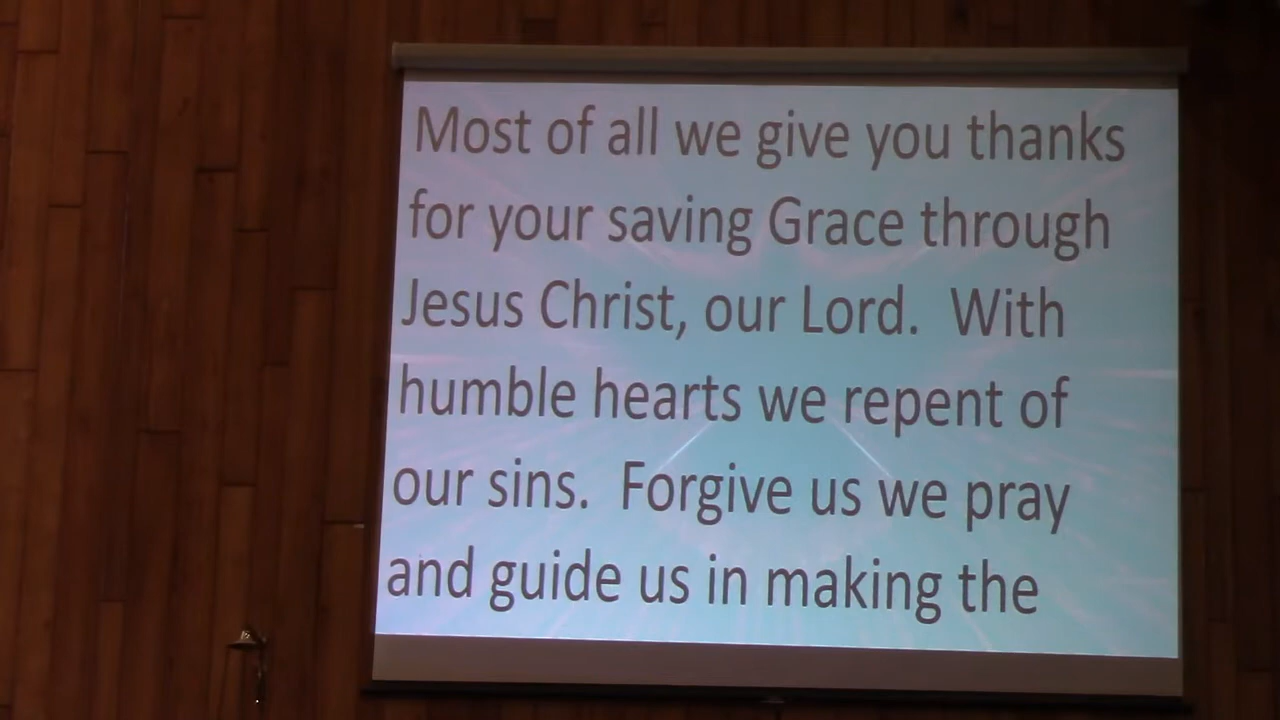 Most of all we give you thanks
for your saving Grace through
Jesus Christ, our Lord.  With
humble hearts we repent of
our sins.  Forgive us we pray
and guide us in making the